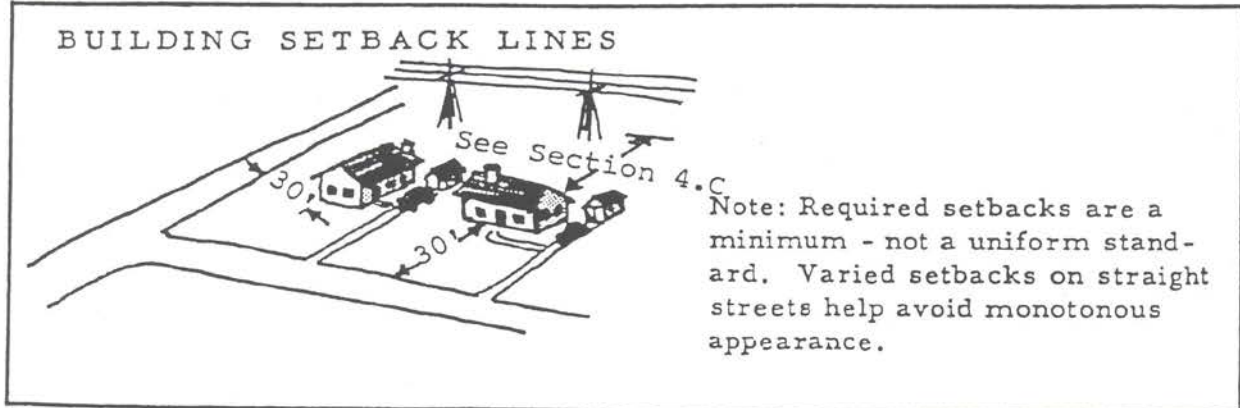 BUILDING SETBACK LINES
See Section 4.C
30'
30'
Note: Required setbacks are a
minimum - not a uniform stand-
ard. Varied setbacks on straight
streets help avoid monotonous
appearance.